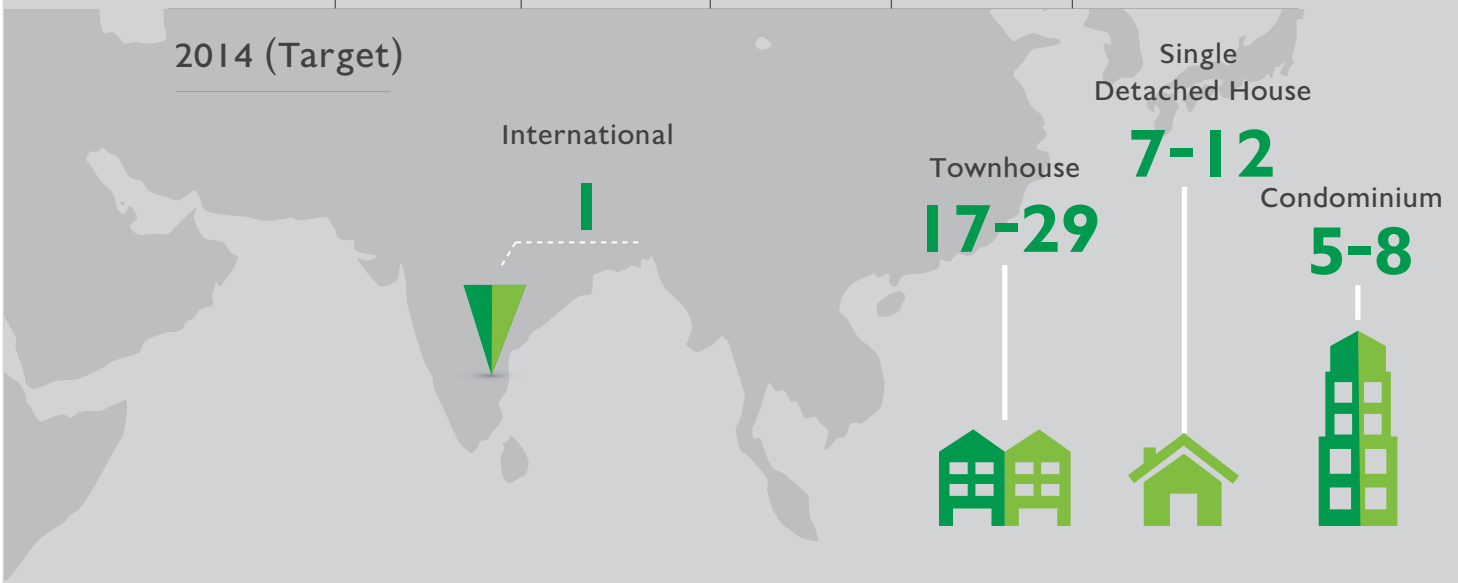 2014 (Target)
International
1
Townhouse
17-29
Single
Detached House
7-12
Condominium
5-8